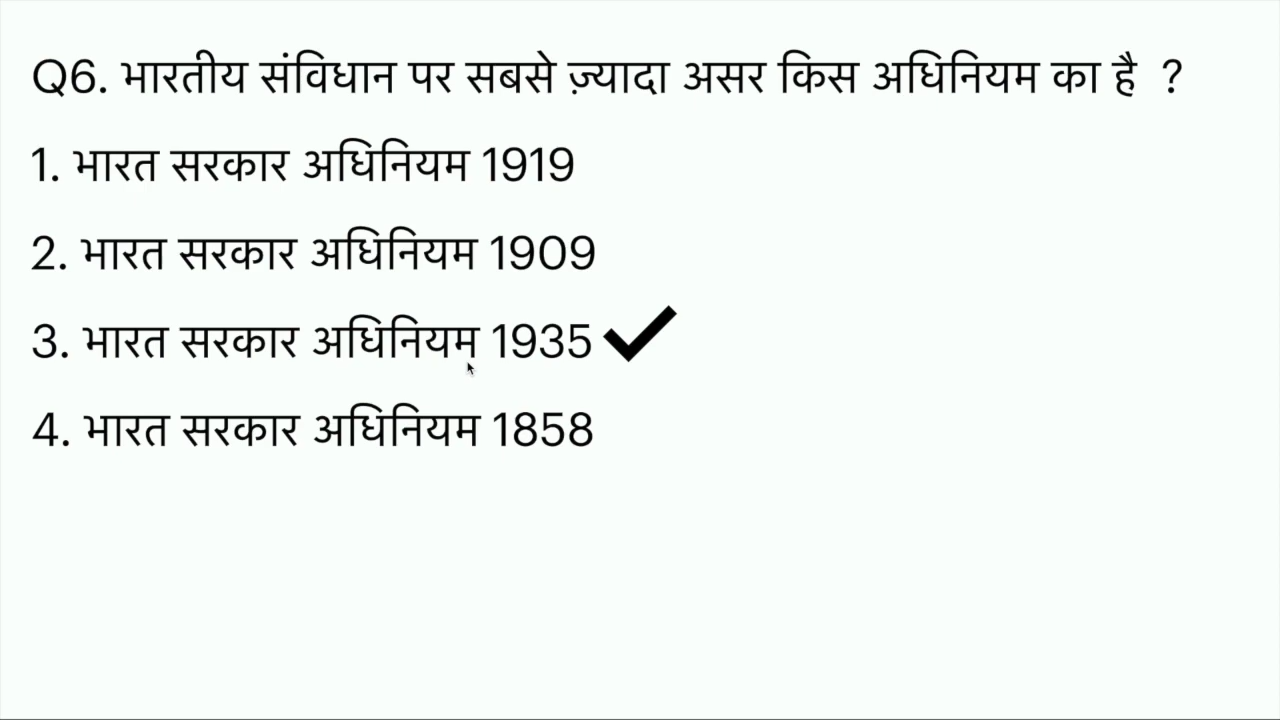 Q6. भारतीय संविधान पर सबसे ज़्यादा असर किस अधिनियम का है ?
1. भारत सरकार अधिनियम 1919
2. भारत सरकार अधिनियम 1909
3. भारत सरकार अधिनियम 1935 ✔
4. भारत सरकार अधिनियम 1858